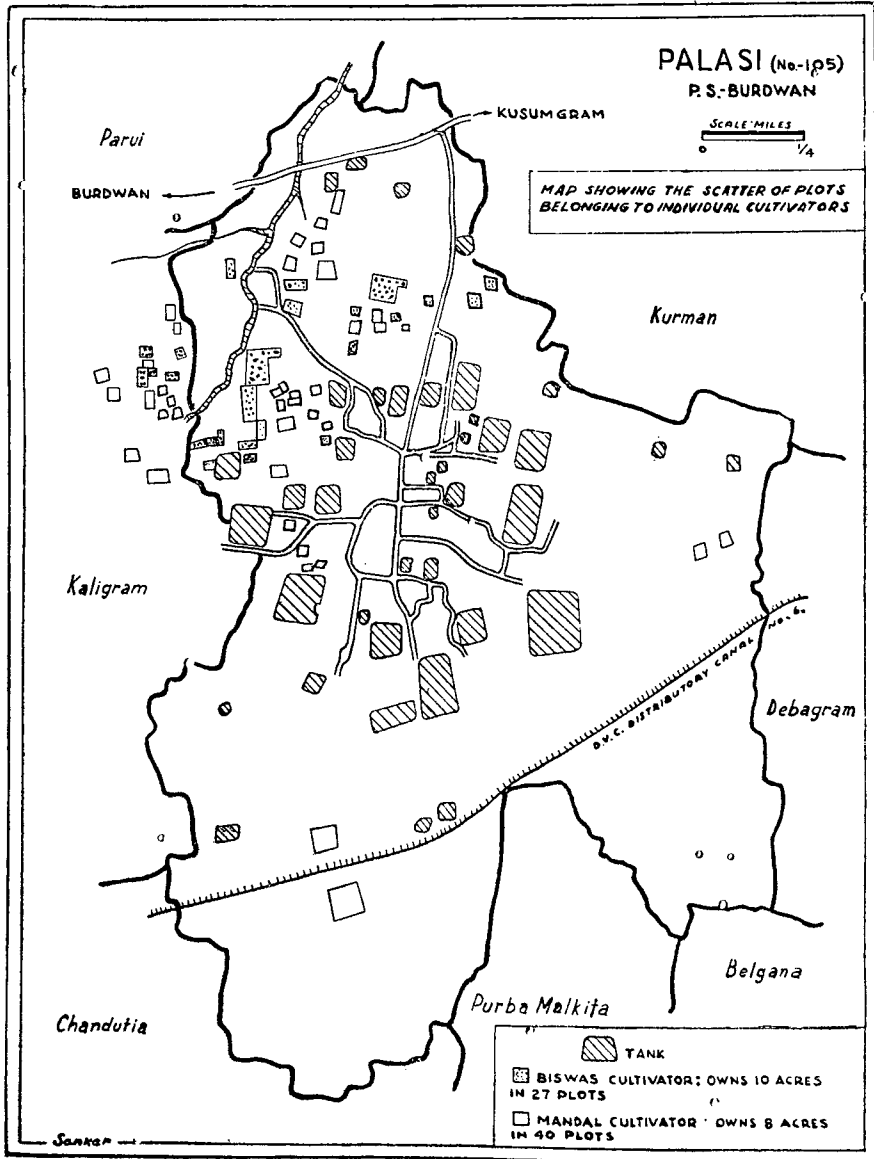 PALASI (No.-105)
P. S.-BURDWAN
SCALE-MILES
0 1/4
KUSUMGRAM
Parui
BURDWAN
MAP SHOWING THE SCATTER OF PLOTS
BELONGING TO INDIVIDUAL CULTIVATORS
Kurman
Kaligram
D.V.C. DISTRIBUTORY CANAL NO. 6.
Debagram
Belgana
Purba Malkita
Chandutia
TANK
BISWAS CULTIVATOR; OWNS 10 ACRES
IN 27 PLOTS
MANDAL CULTIVATOR · OWNS 8 ACRES
IN 40 PLOTS
Sankar